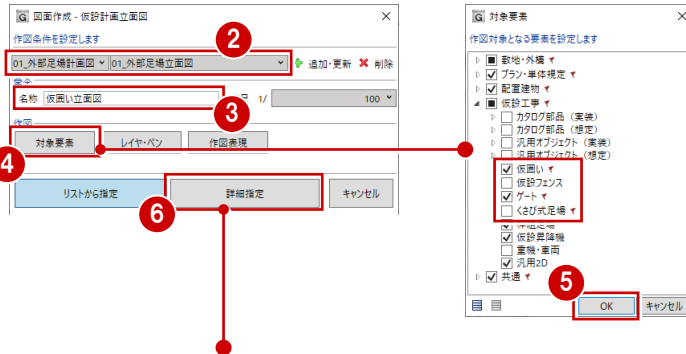 図面作成 - 仮設計画立面図
作図条件を設定します
2
01_外部足場計画図 01_外部足場立面図 追加・更新 削除
名称 仮囲い立面図 1/ 100
3
作図
対象要素 レイヤ・ペン 作図表現
4
リストから指定 詳細指定 キャンセル
6
対象要素
作図対象となる要素を設定します
敷地・外構
プラン・単体規定
配置建物
仮設工事
カタログ部品（実装）
カタログ部品（想定）
汎用オブジェクト（実装）
汎用オブジェクト（想定）
仮囲い
仮設フェンス
ゲート
くさび式足場
枠組足場
仮設昇降機
重機・車両
汎用2D
共通
5
OK キャンセル